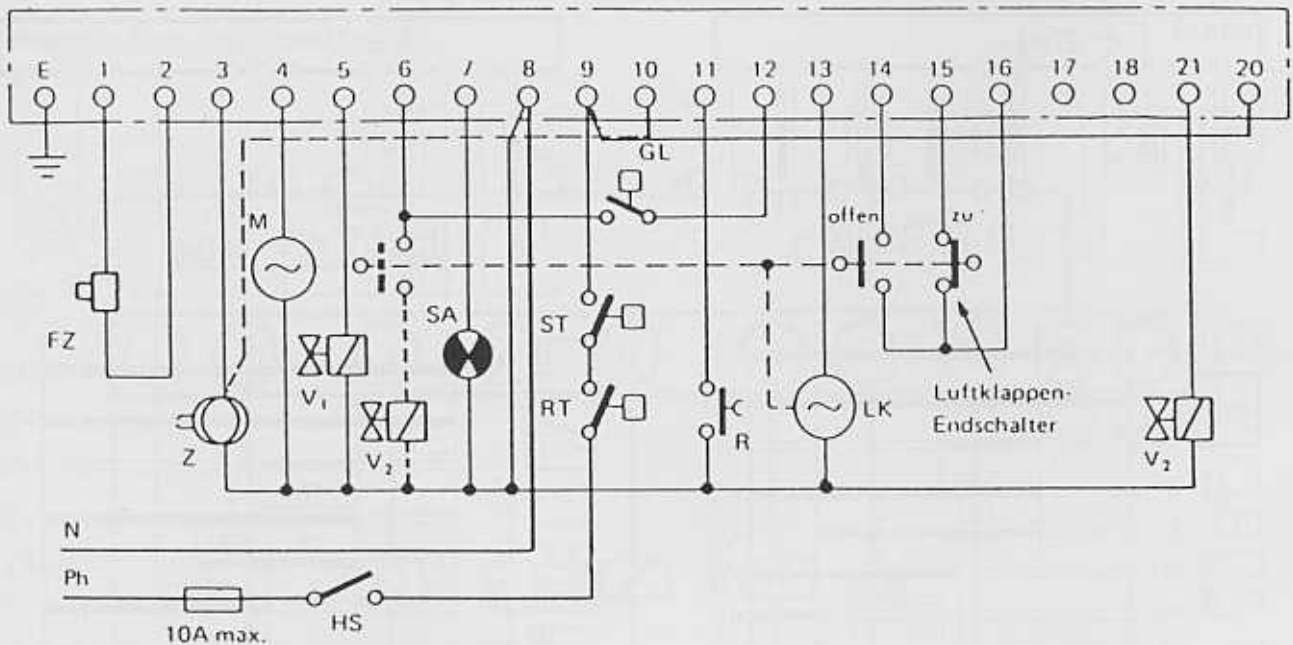 E 1 2 3 4 5 6 7 8 9 10 11 12 13 14 15 16 17 18 21 20
GL
offen zu
M
SA
ST
FZ
V1
RT
LK
Luftklappen-
Endschalter
R
Z
V2
V2
N
Ph
HS
10A max.